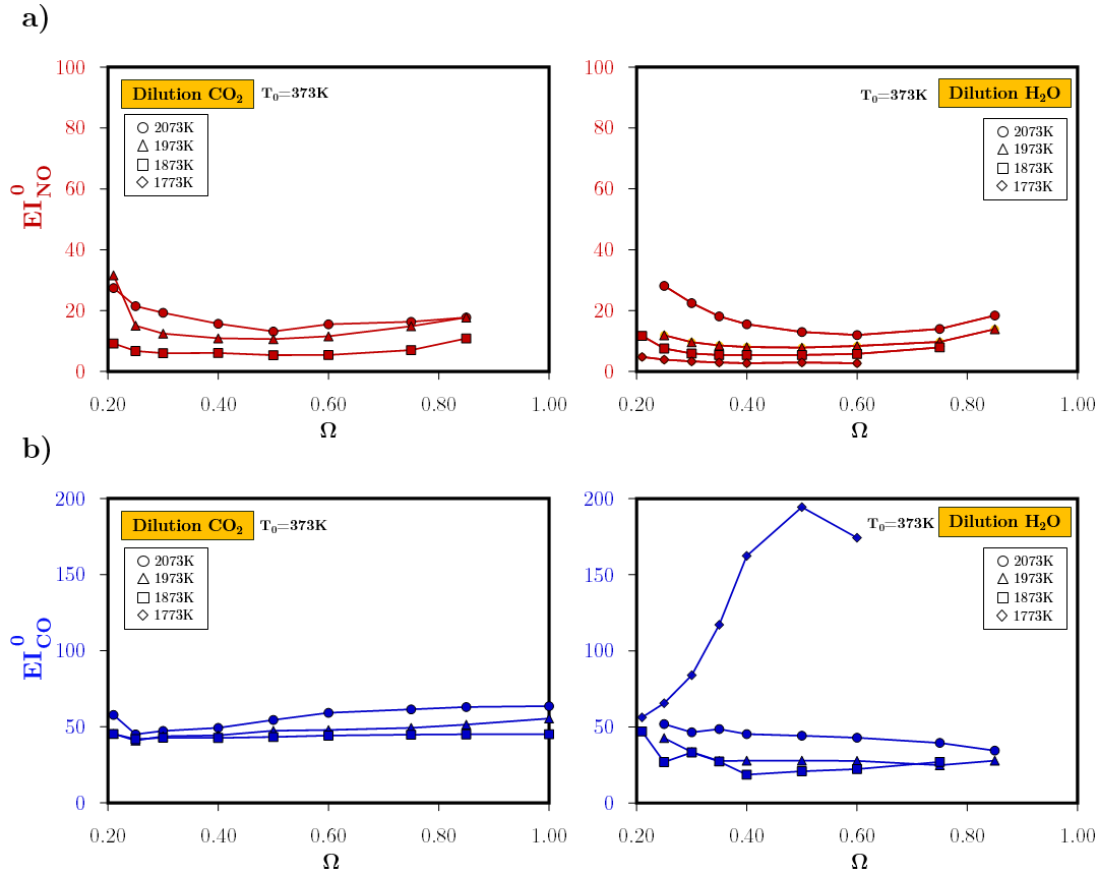 a)
EI⁰_NO
100
80
60
40
20
0
Dilution CO₂ T₀=373K
2073K
1973K
1873K
1773K
0.20 0.40 0.60 0.80 1.00
Ω
100
80
60
40
20
0
T₀=373K Dilution H₂O
2073K
1973K
1873K
1773K
0.20 0.40 0.60 0.80 1.00
Ω
b)
EI⁰_CO
200
150
100
50
0
Dilution CO₂ T₀=373K
2073K
1973K
1873K
1773K
0.20 0.40 0.60 0.80 1.00
Ω
200
150
100
50
0
T₀=373K Dilution H₂O
2073K
1973K
1873K
1773K
0.20 0.40 0.60 0.80 1.00
Ω